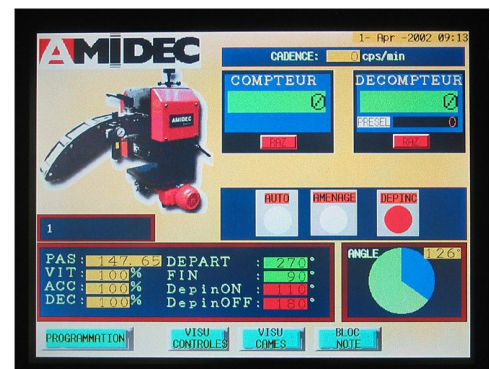 1- Apr -2002 09:13
AMIDEC
CADENCE: 0 cps/min
COMPTEUR
0
RAZ
DECOMPTEUR
0
PRESEL 0
RAZ
AMIDEC
AUTO AMENAGE DEPINC
1
PAS: 147. 65
VIT: 100%
ACC: 100%
DEC: 100%
DEPART : 270°
FIN : 90°
DepinON : 110°
DepinOFF: 180°
ANGLE 126°
PROGRAMMATION
VISU CONTROLES
VISU CAMES
BLOC NOTE